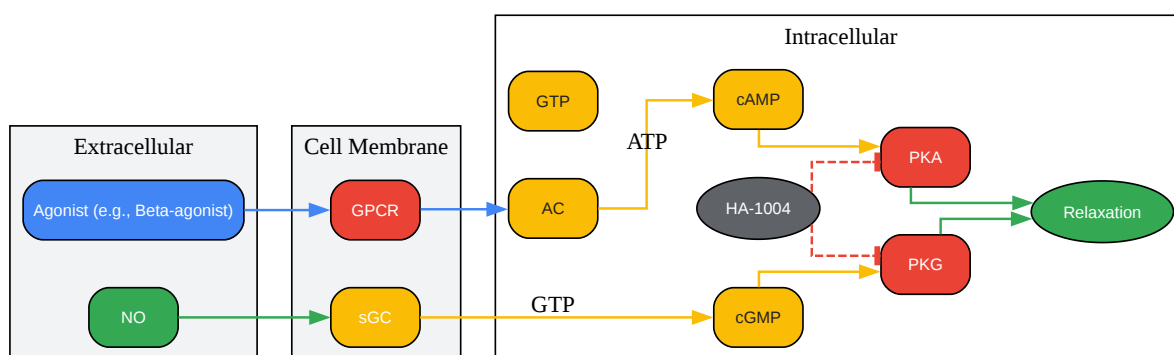 Intracellular
GTP
cAMP
Extracellular
Cell Membrane
ATP
PKA
Agonist (e.g., Beta-agonist)
GPCR
AC
HA-1004
Relaxation
PKG
NO
sGC
GTP
cGMP